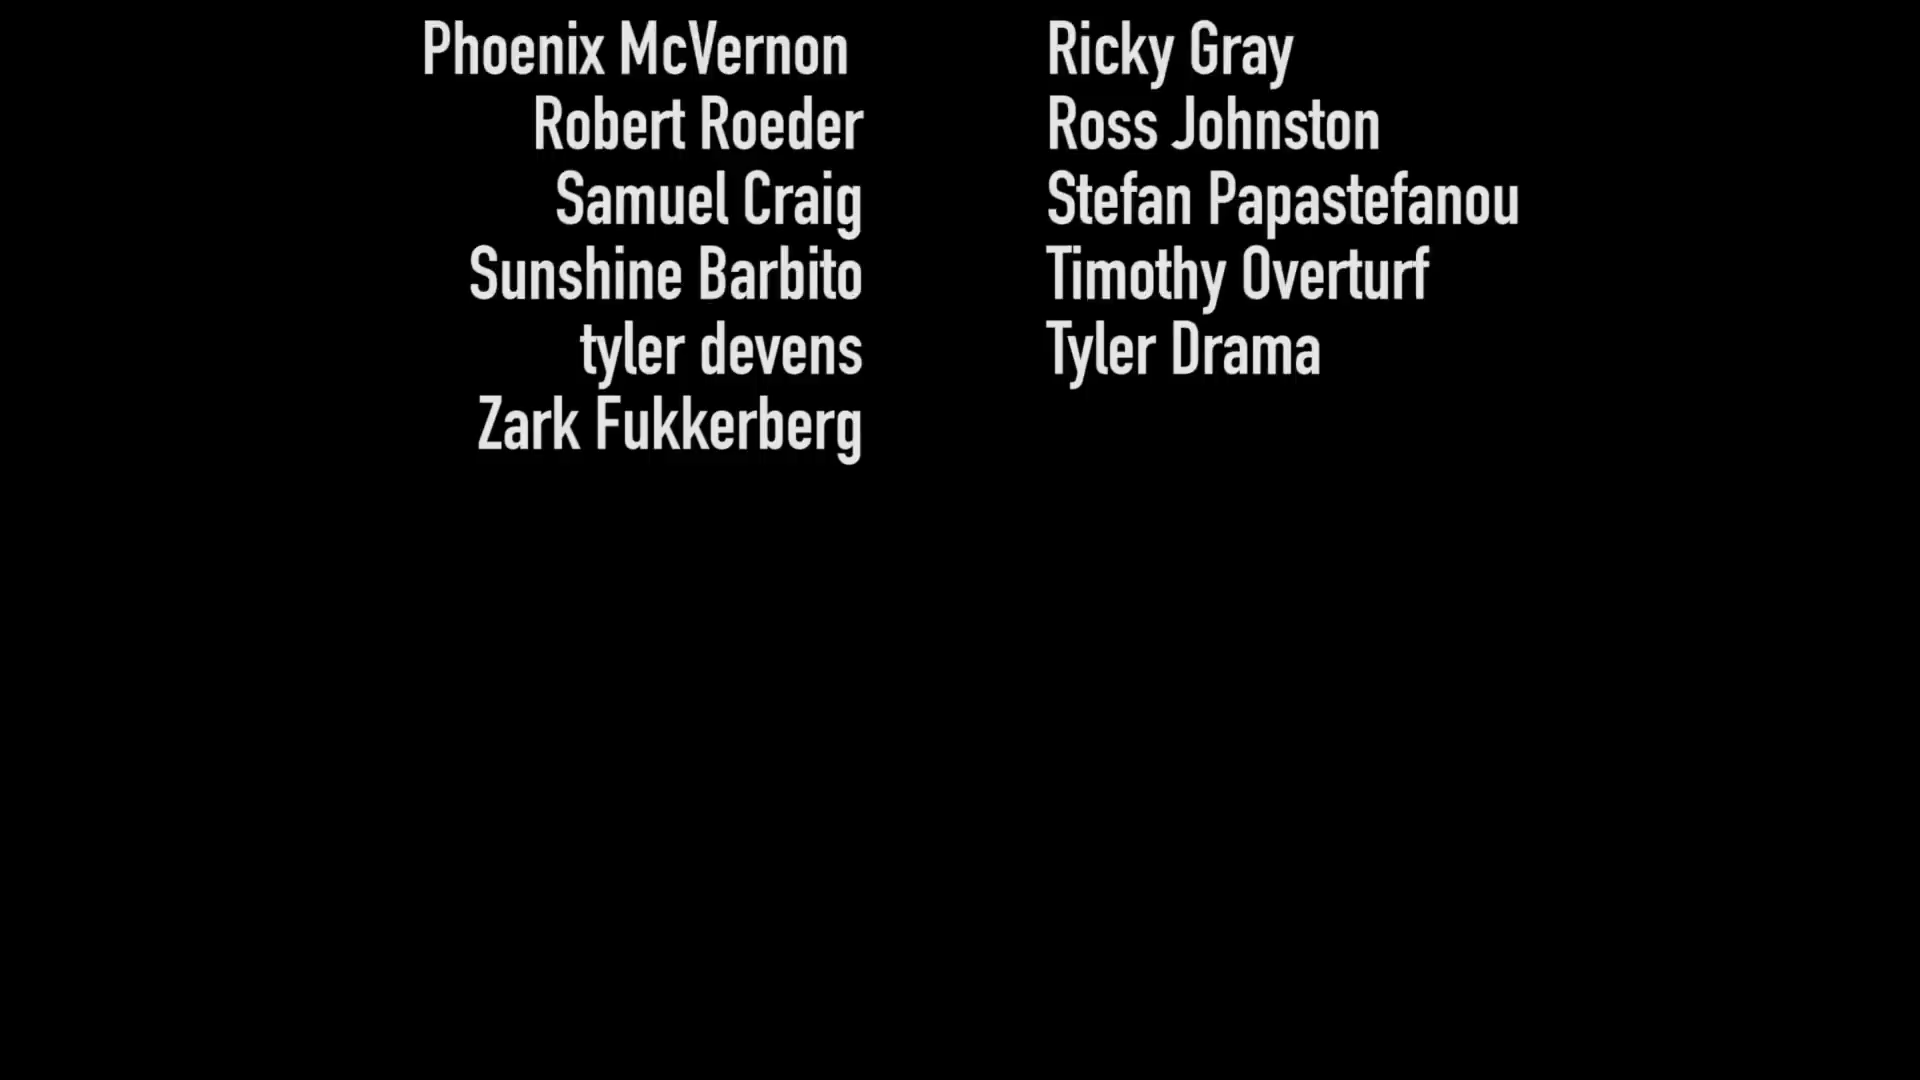 Phoenix McVernon Ricky Gray
Robert Roeder Ross Johnston
Samuel Craig Stefan Papastefanou
Sunshine Barbito Timothy Overturf
tyler devens Tyler Drama
Zark Fukkerberg